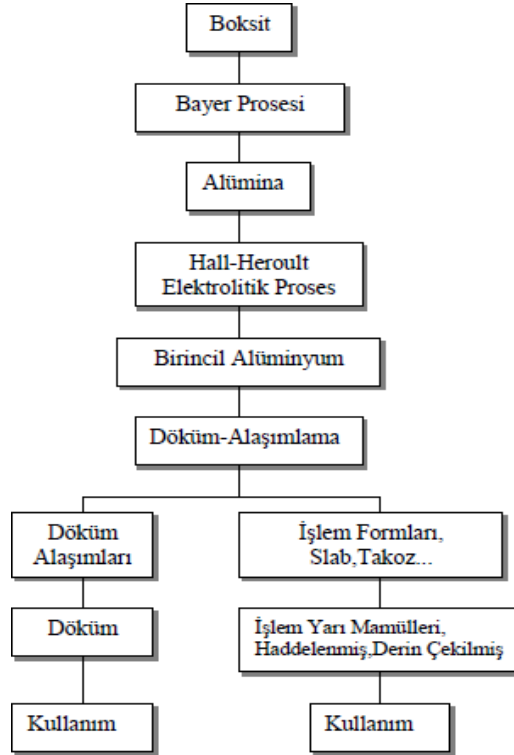 Boksit
Bayer Prosesi
Alümina
Hall-Heroult
Elektrolitik Proses
Birincil Alüminyum
Döküm-Alaşımlama
Döküm
Alaşımları
İşlem Formları,
Slab,Takoz...
Döküm
İşlem Yarı Mamülleri,
Haddelenmiş,Derin Çekilmiş
Kullanım
Kullanım